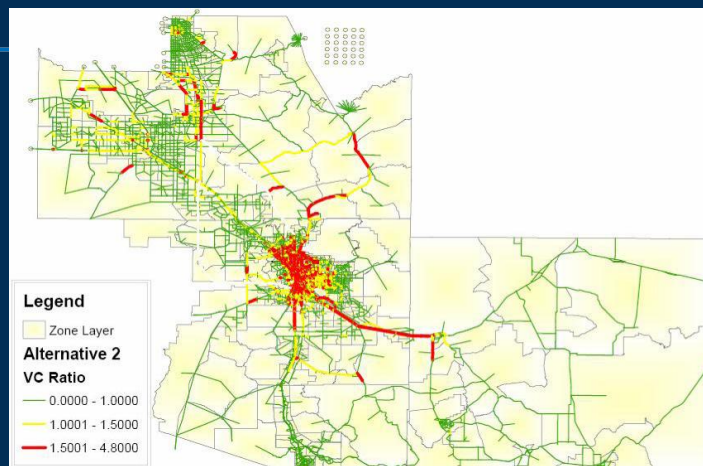 Legend
Zone Layer
Alternative 2
VC Ratio
0.0000 - 1.0000
1.0001 - 1.5000
1.5001 - 4.8000